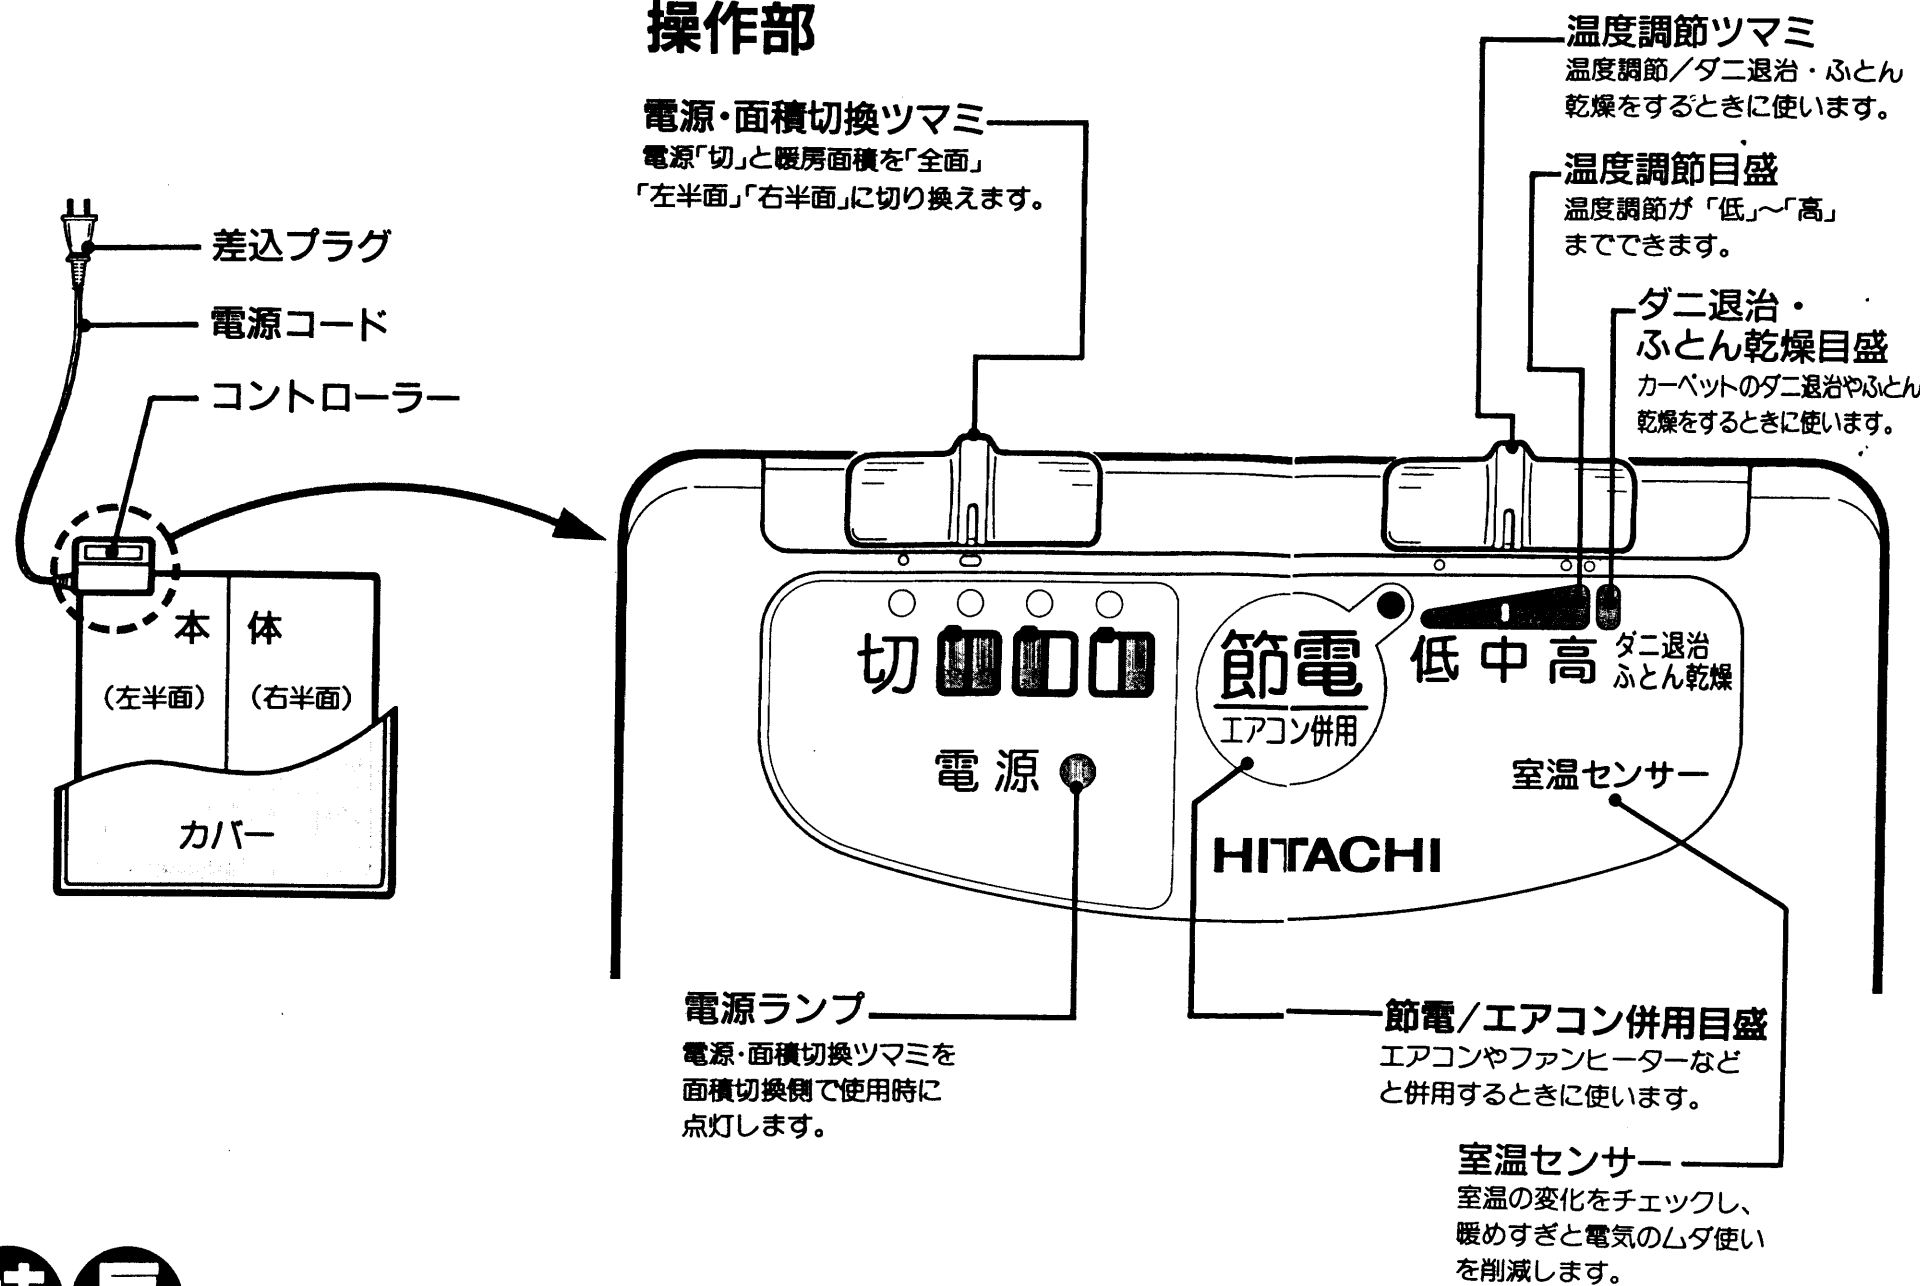 操作部
電源・面積切換ツマミ
電源「切」と暖房面積を「全面」
「左半面」「右半面」に切り換えます。
温度調節ツマミ
温度調節／ダニ退治・ふとん
乾燥をするときに使います。
温度調節目盛
温度調節が「低」～「高」
までできます。
ダニ退治・
ふとん乾燥目盛
カーペットのダニ退治やふとん
乾燥をするときに使います。
差込プラグ
電源コード
コントローラー
本体
（左半面）
（右半面）
カバー
切
節電
エアコン併用
低 中 高
ダニ退治
ふとん乾燥
電源
室温センサー
HITACHI
電源ランプ
電源・面積切換ツマミを
面積切換側で使用時に
点灯します。
節電／エアコン併用目盛
エアコンやファンヒーターなど
と併用するときに使います。
室温センサー
室温の変化をチェックし、
暖めすぎと電気のムダ使い
を削減します。